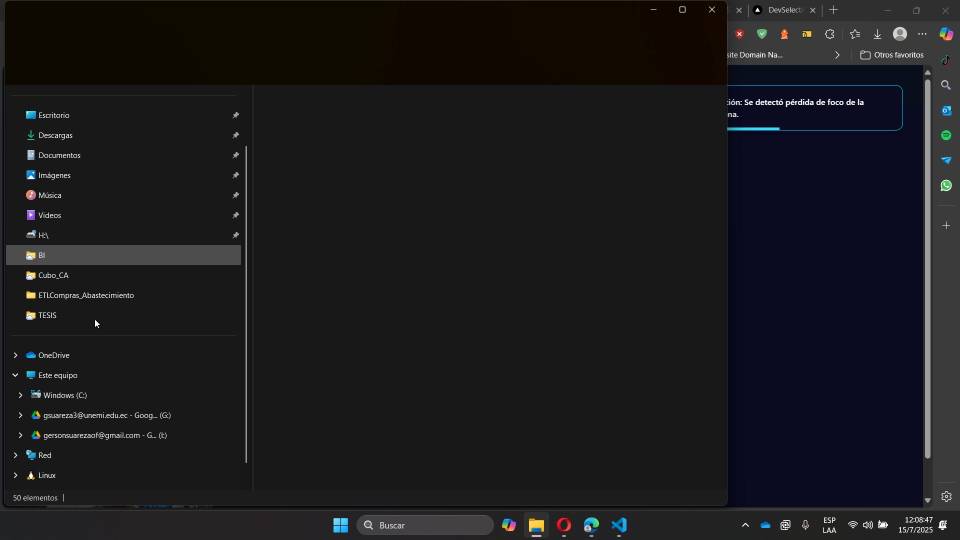 DevSelect
site Domain Na...
Otros favoritos
ción: Se detectó pérdida de foco de la
na.
Escritorio
Descargas
Documentos
Imágenes
Música
Videos
H:\
BI
Cubo_CA
ETLCompras_Abastecimiento
TESIS
OneDrive
Este equipo
Windows (C:)
gsuareza3@unemi.edu.ec - Goog... (G:)
gersonsuarezaof@gmail.com - G... (I:)
Red
Linux
50 elementos
Buscar
ESP
LAA
12:08:47
15/7/2025